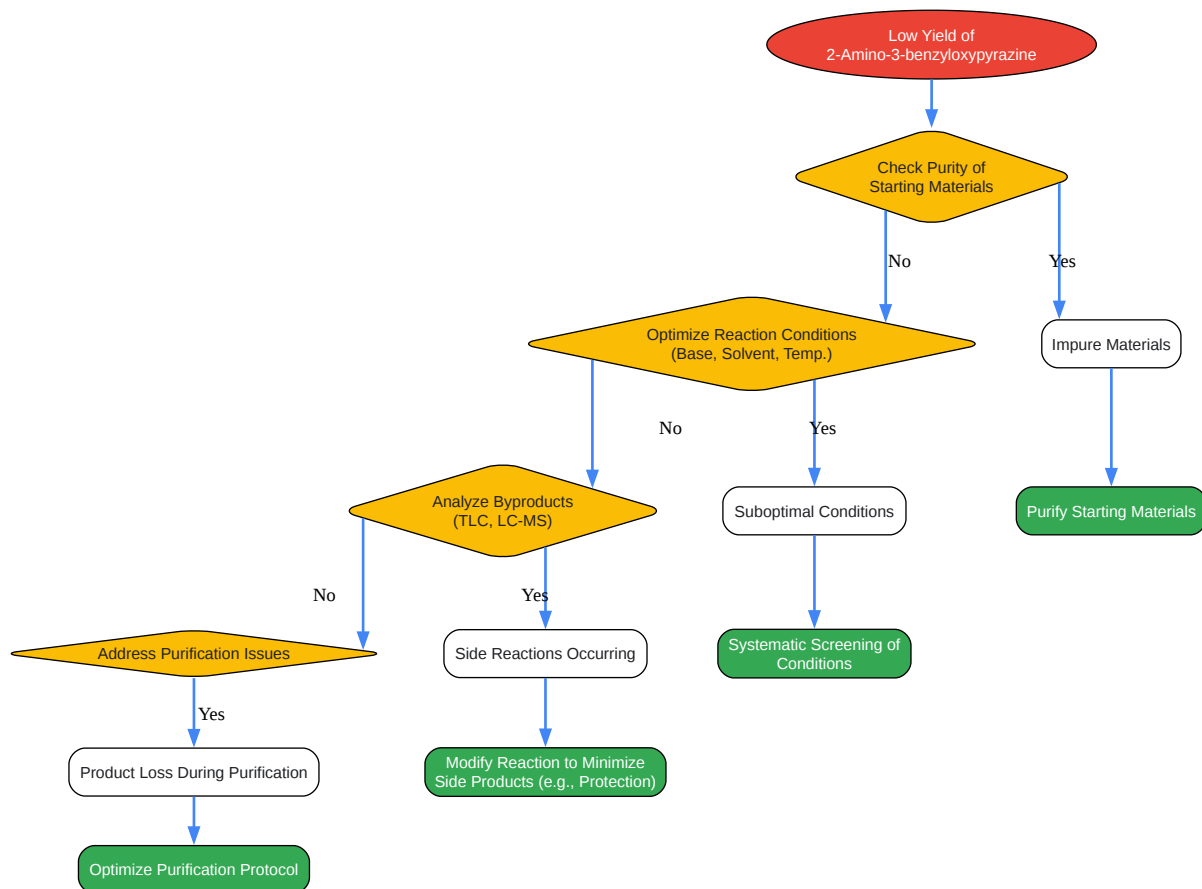 Low Yield of
2-Amino-3-benzyloxypyrazine
Check Purity of
Starting Materials
No
Yes
Optimize Reaction Conditions
(Base, Solvent, Temp.)
Impure Materials
No
Yes
Analyze Byproducts
(TLC, LC-MS)
Suboptimal Conditions
Purify Starting Materials
No
Yes
Address Purification Issues
Side Reactions Occurring
Systematic Screening of
Conditions
Yes
Product Loss During Purification
Modify Reaction to Minimize
Side Products (e.g., Protection)
Optimize Purification Protocol